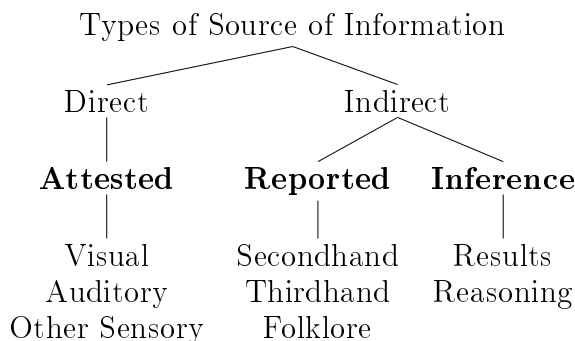 Types of Source of Information
Direct Indirect
Attested Reported Inference
Visual Secondhand Results
Auditory Thirdhand Reasoning
Other Sensory Folklore